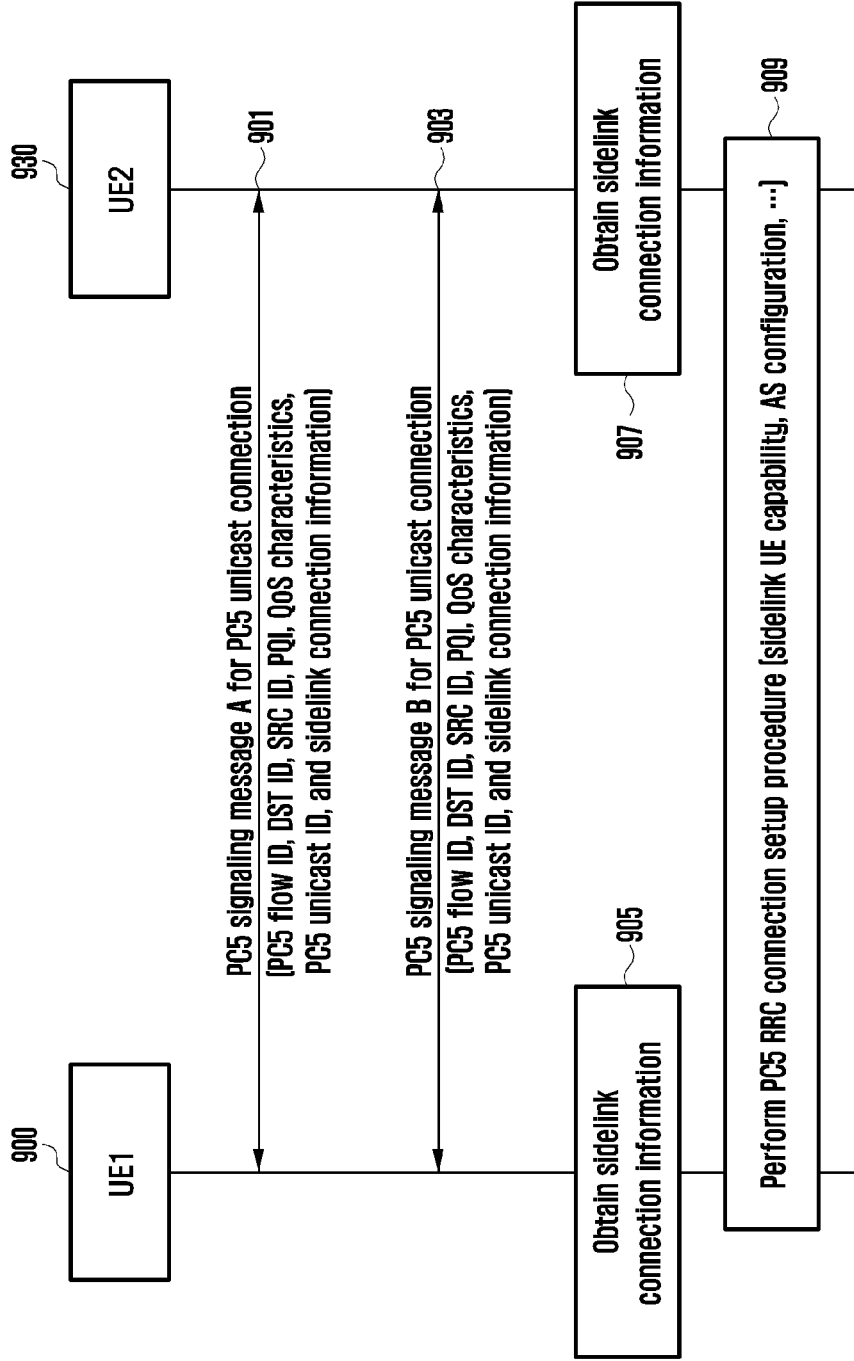 900
UE1
930
UE2
PC5 signaling message A for PC5 unicast connection
(PC5 flow ID, DST ID, SRC ID, PQI, QoS characteristics,
PC5 unicast ID, and sidelink connection information)
901
PC5 signaling message B for PC5 unicast connection
(PC5 flow ID, DST ID, SRC ID, PQI, QoS characteristics,
PC5 unicast ID, and sidelink connection information)
903
Obtain sidelink
connection information
905
907
Obtain sidelink
connection information
Perform PC5 RRC connection setup procedure (sidelink UE capability, AS configuration, ...)
909